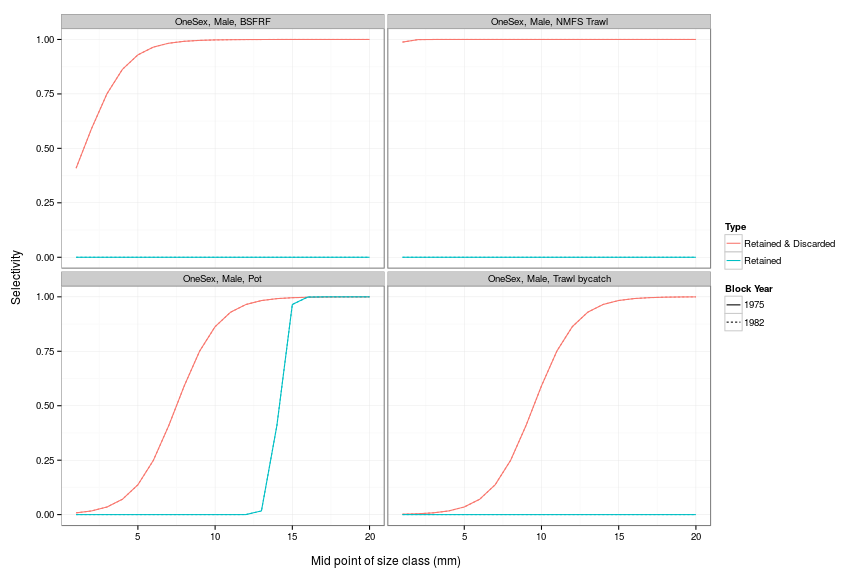 OneSex, Male, BSFRF
OneSex, Male, NMFS Trawl
1.00
0.75
0.50
0.25
0.00
OneSex, Male, Pot
OneSex, Male, Trawl bycatch
1.00
0.75
0.50
0.25
0.00
5 10 15 20
5 10 15 20
Mid point of size class (mm)
Selectivity
Type
Retained & Discarded
Retained
Block Year
1975
1982